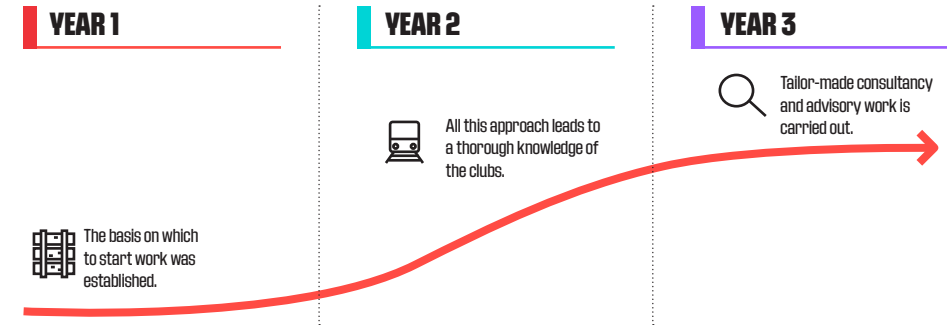 YEAR 1
The basis on which
to start work was
established.
YEAR 2
All this approach leads to
a thorough knowledge of
the clubs.
YEAR 3
Tailor-made consultancy
and advisory work is
carried out.